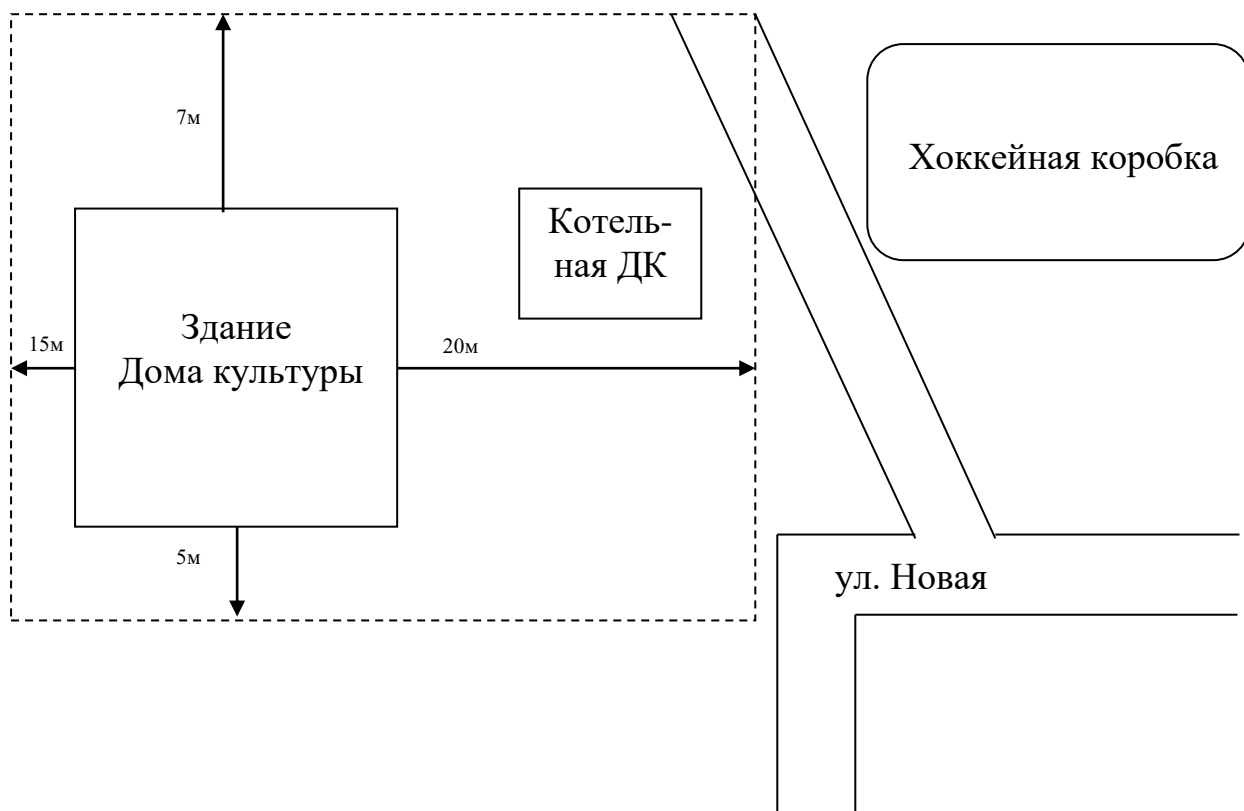 7м
Хоккейная коробка
Котель-
ная ДК
Здание
Дома культуры
15м
20м
5м
ул. Новая